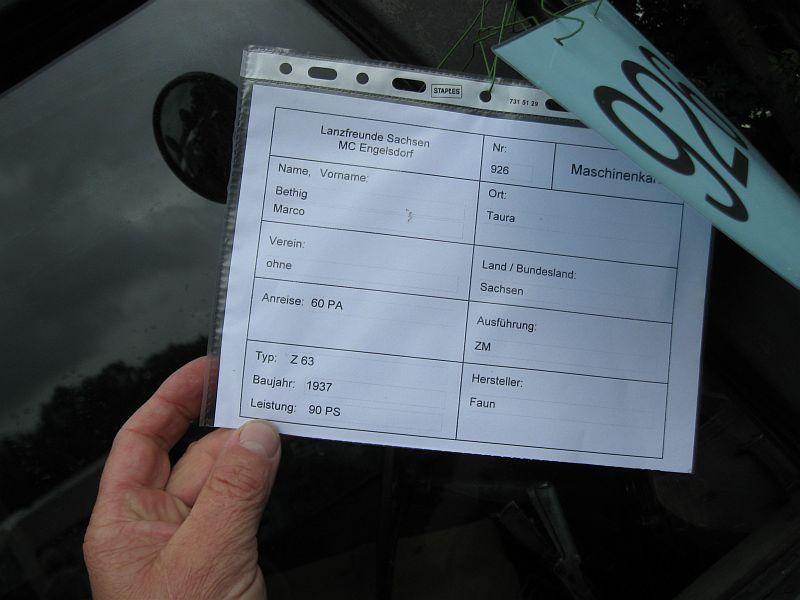 STAPLES
731 51 29
926
Lanzfreunde Sachsen
MC Engelsdorf
Nr:
926
Name, Vorname:
Bethig
Marco
Ort:
Taura
Verein:
ohne
Land / Bundesland:
Sachsen
Anreise: 60 PA
Ausführung:
ZM
Typ: Z 63
Baujahr: 1937
Leistung: 90 PS
Hersteller:
Faun